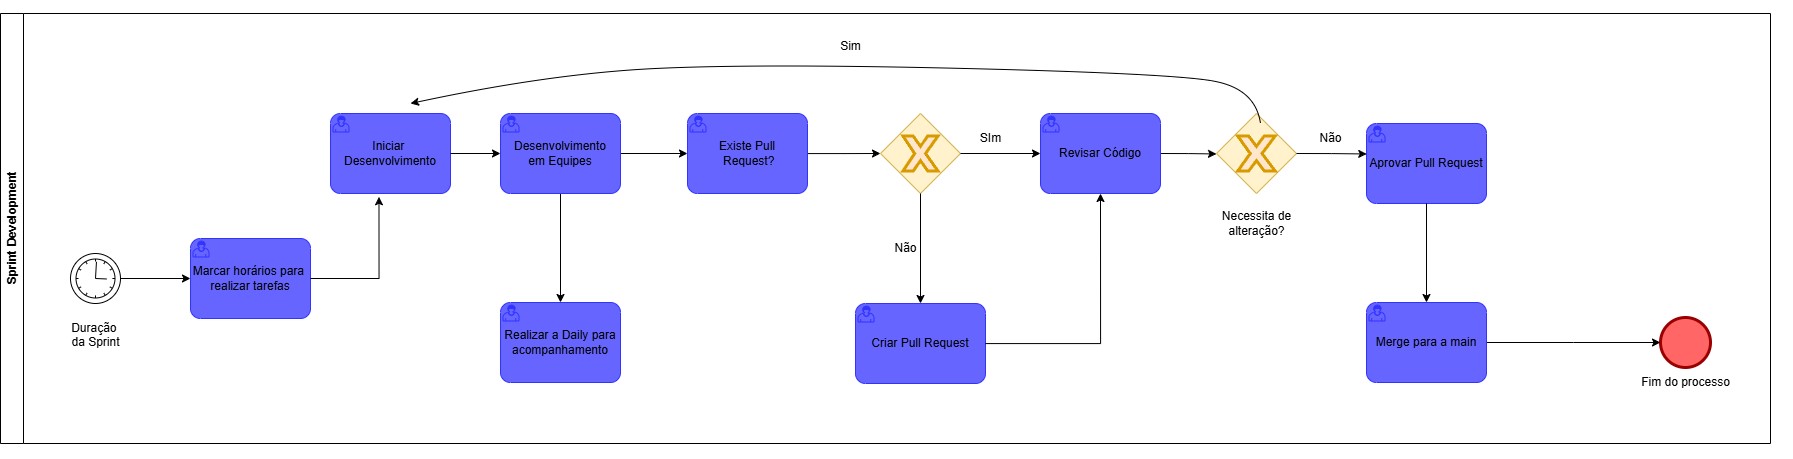 Sprint Development
Sim
Iniciar
Desenvolvimento
Desenvolvimento
em Equipes
Existe Pull
Request?
SIm
Revisar Código
Não
Aprovar Pull Request
Necessita de
alteração?
Não
Marcar horários para
realizar tarefas
Duração
da Sprint
Realizar a Daily para
acompanhamento
Criar Pull Request
Merge para a main
Fim do processo